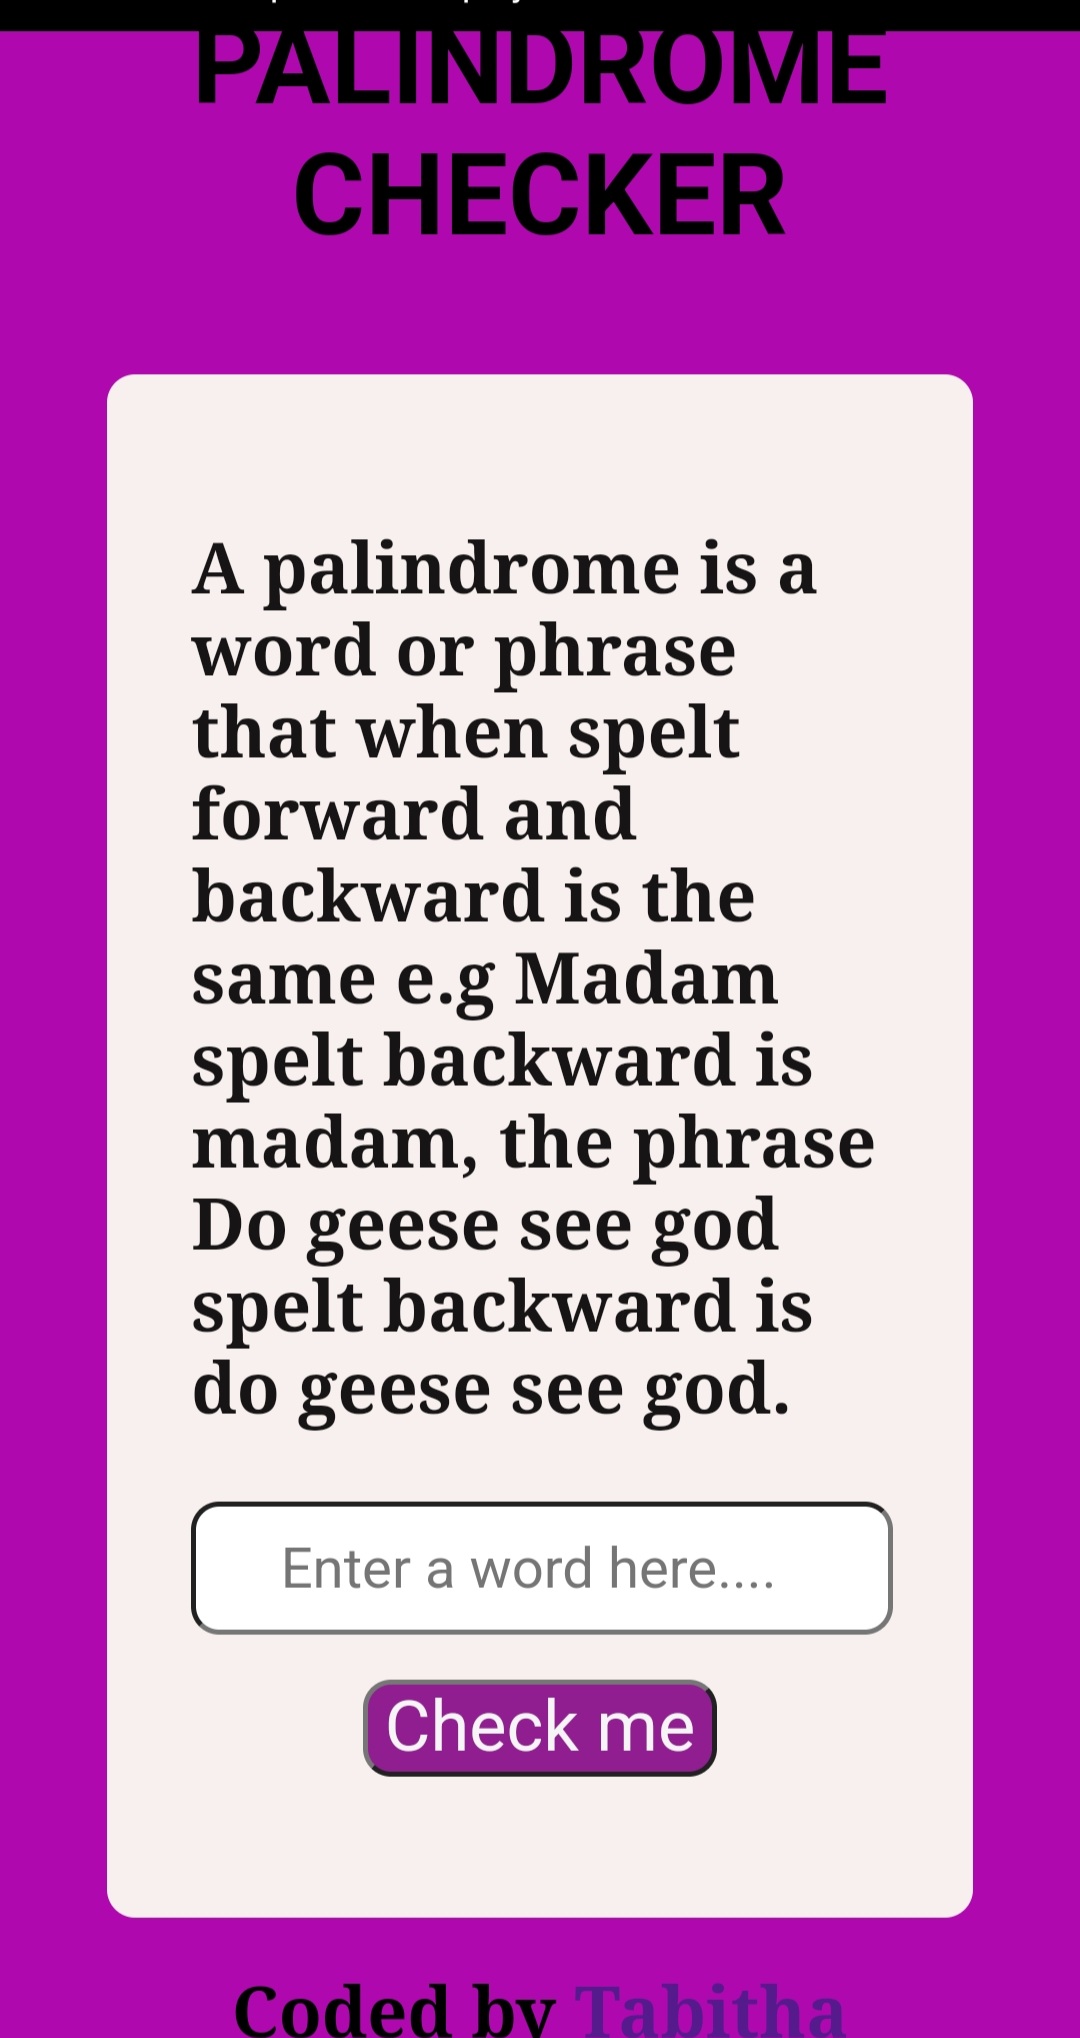 PALINDROME
CHECKER
A palindrome is a
word or phrase
that when spelt
forward and
backward is the
same e.g Madam
spelt backward is
madam, the phrase
Do geese see god
spelt backward is
do geese see god.
Enter a word here....
Check me
Coded by Tabitha